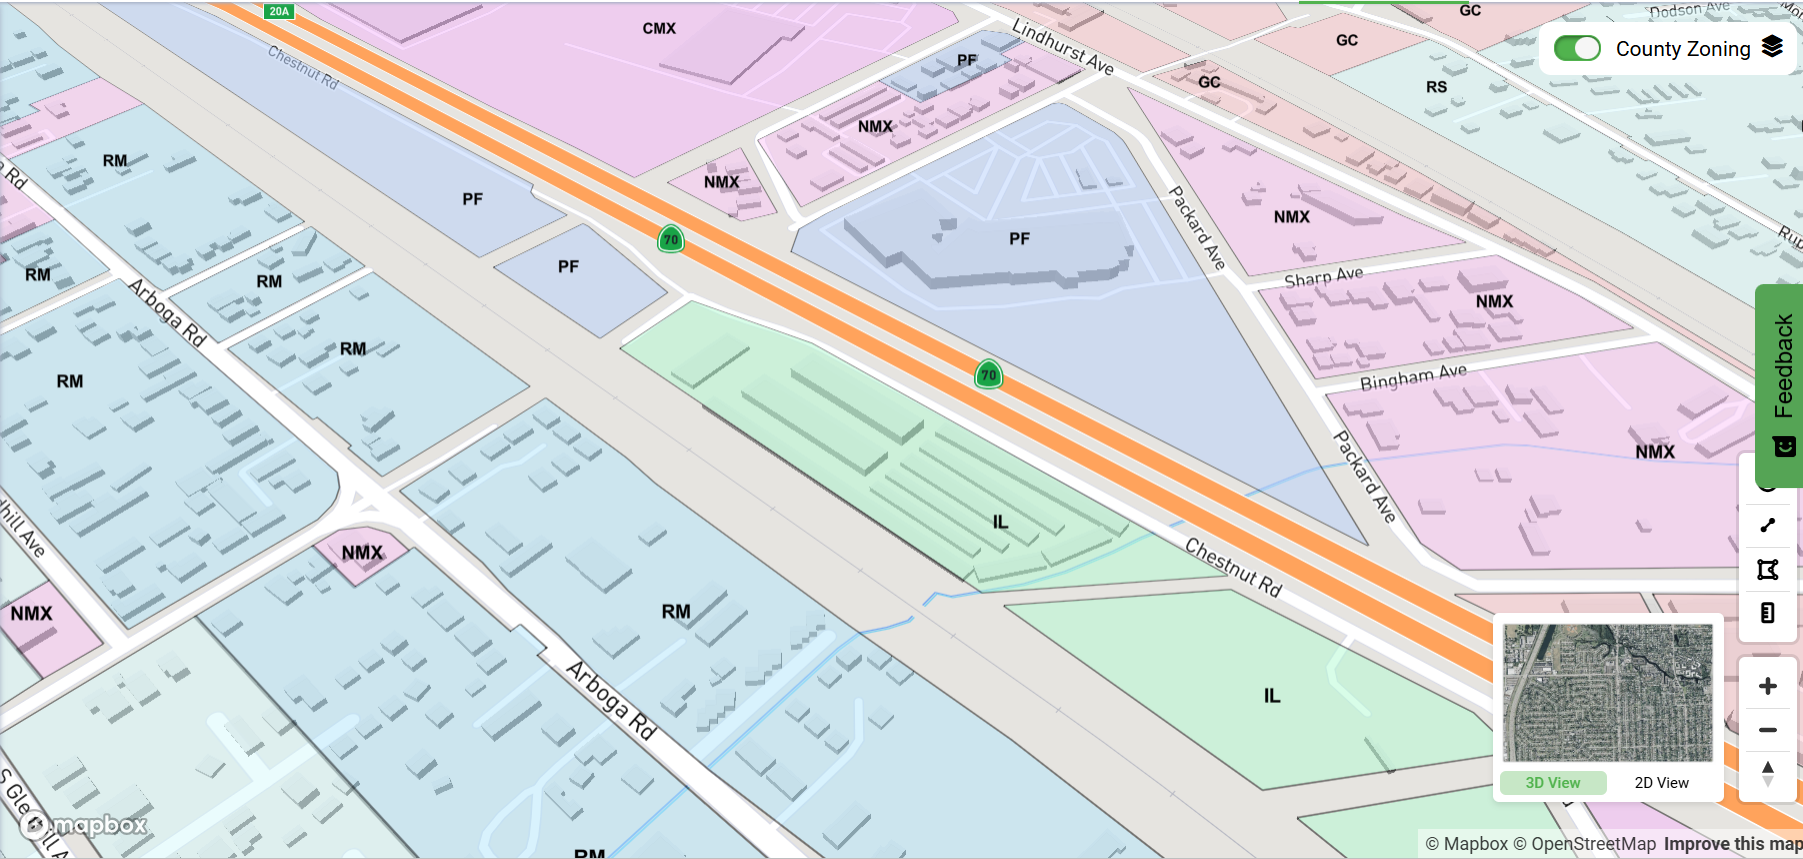 20A
CMX
GC
Dodson Ave
Lindhurst Ave
GC
County Zoning
Chestnut Rd
PF
GC
RS
NMX
RM
Rd
PF
NMX
Packard Ave
NMX
70
PF
RM
RM
PF
Sharp Ave
NMX
Arboga Rd
RM
RM
70
Bingham Ave
Feedback
Packard Ave
NMX
IL
NMX
Chestnut Rd
NMX
RM
Arboga Rd
IL
3D View
2D View
mapbox
RM
© Mapbox © OpenStreetMap Improve this map